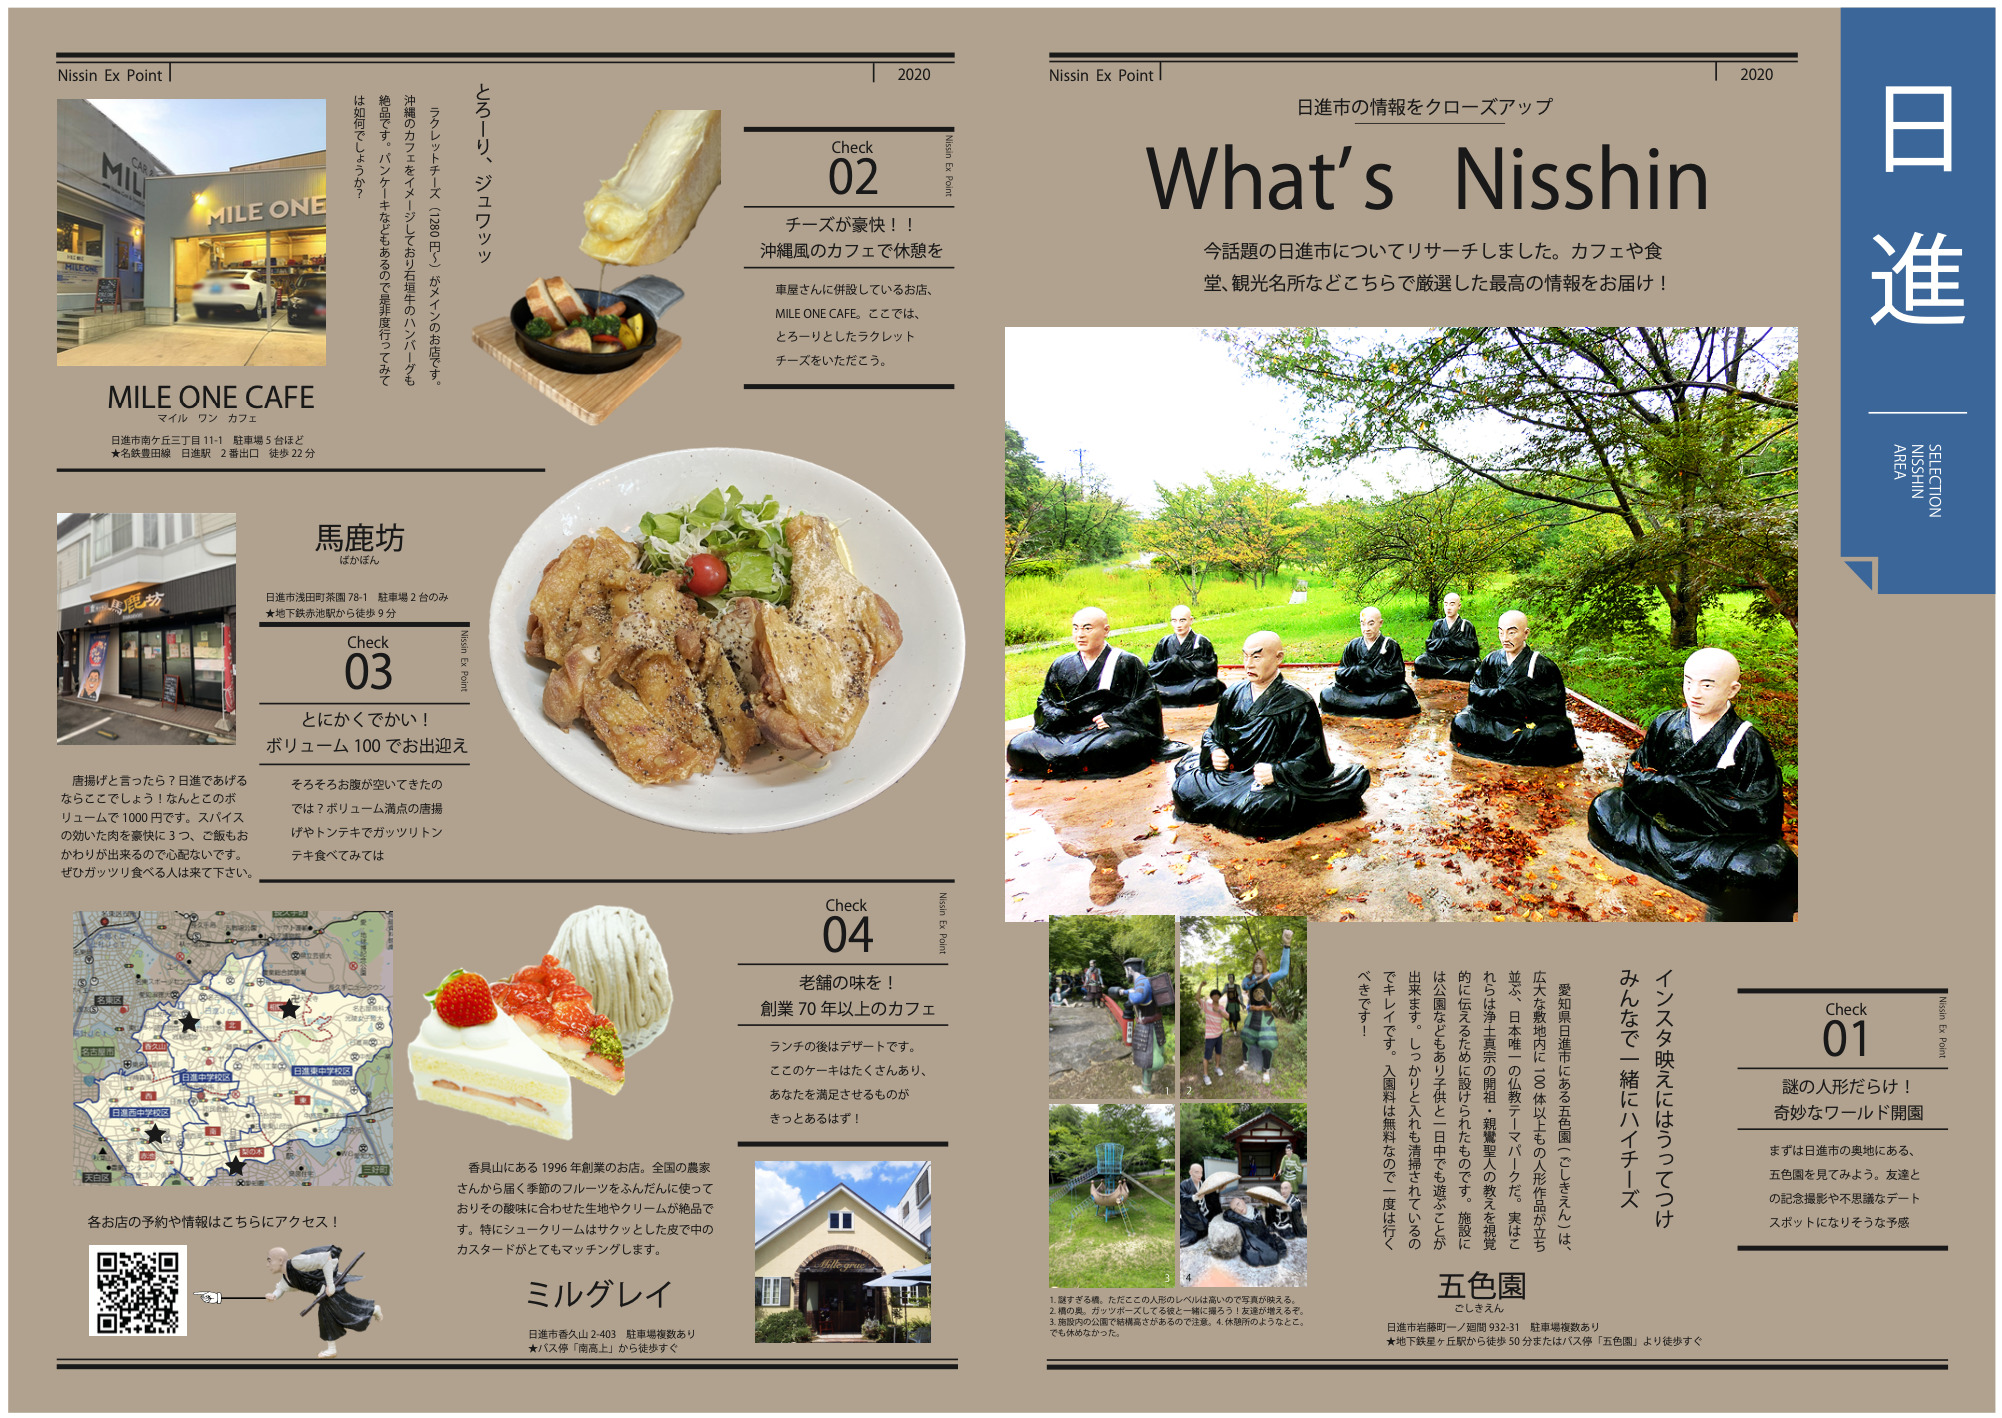 日進
SELECTION
NISSHIN
AREA
Nissin Ex Point
2020
日進市の情報をクローズアップ
What's Nisshin
今話題の日進市についてリサーチしました。カフェや食
堂、観光名所などこちらで厳選した最高の情報をお届け！
Nissin Ex Point
Check
01
謎の人形だらけ！
奇妙なワールド開園
まずは日進市の奥地にある、
五色園を見てみよう。友達と
の記念撮影や不思議なデート
スポットになりそうな予感
インスタ映えにはうってつけ
みんなで一緒にハイチーズ
愛知県日進市にある五色園（ごしきえん）は、
広大な敷地内に 100 体以上もの人形作品が立ち
並ぶ、日本唯一の仏教テーマパークだ。実はこ
れらは浄土真宗の開祖・親鸞聖人の教えを視覚
的に伝えるために設けられたものです。施設に
は公園などもあり子供と一日中でも遊ぶことが
出来ます。しっかりと入れも清掃されているの
でキレイです。入園料は無料なので一度は行く
べきです！
1
2
3
4
1. 謎すぎる橋。ただここの人形のレベルは高いので写真が映える。
2. 橋の奥。ガッツポーズしてる彼と一緒に撮ろう！友達が増えるぞ。
3. 施設内の公園で結構高さがあるので注意。4. 休憩所のようなとこ。
でも休めなかった。
五色園
ごしきえん
日進市岩藤町一ノ廻間 932-31　駐車場複数あり
★地下鉄星ヶ丘駅から徒歩 50 分またはバス停「五色園」より徒歩すぐ
Nissin Ex Point
2020
Nissin Ex Point
Check
02
チーズが豪快！！
沖縄風のカフェで休憩を
車屋さんに併設しているお店、
MILE ONE CAFE。ここでは、
とろーりとしたラクレット
チーズをいただこう。
とろーり、ジュワッッ
ラクレットチーズ（1280 円〜）がメインのお店です。
沖縄のカフェをイメージしており石垣牛のハンバーグも
絶品です。パンケーキなどもあるので是非度行ってみて
は如何でしょうか？
MILE ONE
MILE ONE CAFE
マイル　ワン　カフェ
日進市南ケ丘三丁目 11-1　駐車場 5 台ほど
★名鉄豊田線　日進駅　2 番出口　徒歩 22 分
馬鹿坊
馬鹿坊
ばかぼん
日進市浅田町茶園 78-1　駐車場 2 台のみ
★地下鉄赤池駅から徒歩 9 分
Nissin Ex Point
Check
03
とにかくでかい！
ボリューム 100 でお出迎え
そろそろお腹が空いてきたの
では？ボリューム満点の唐揚
げやトンテキでガッツリトン
テキ食べてみては
唐揚げと言ったら？日進であげる
ならここでしょう！なんとこのボ
リュームで 1000 円です。スパイス
の効いた肉を豪快に 3 つ、ご飯もお
かわりが出来るので心配ないです。
ぜひガッツリ食べる人は来て下さい。
Nissin Ex Point
Check
04
老舗の味を！
創業 70 年以上のカフェ
ランチの後はデザートです。
ここのケーキはたくさんあり、
あなたを満足させるものが
きっとあるはず！
香具山にある 1996 年創業のお店。全国の農家
さんから届く季節のフルーツをふんだんに使って
おりその酸味に合わせた生地やクリームが絶品で
す。特にシュークリームはサクッとした皮で中の
カスタードがとてもマッチングします。
ミルグレイ
日進市香久山 2-403　駐車場複数あり
★バス停「南高上」から徒歩すぐ
名東区
名古屋市
香久山
北
日進中学校区
日進東中学校区
西
東
日進西中学校区
南
赤池
梨の木
天白区
三好町
各お店の予約や情報はこちらにアクセス！